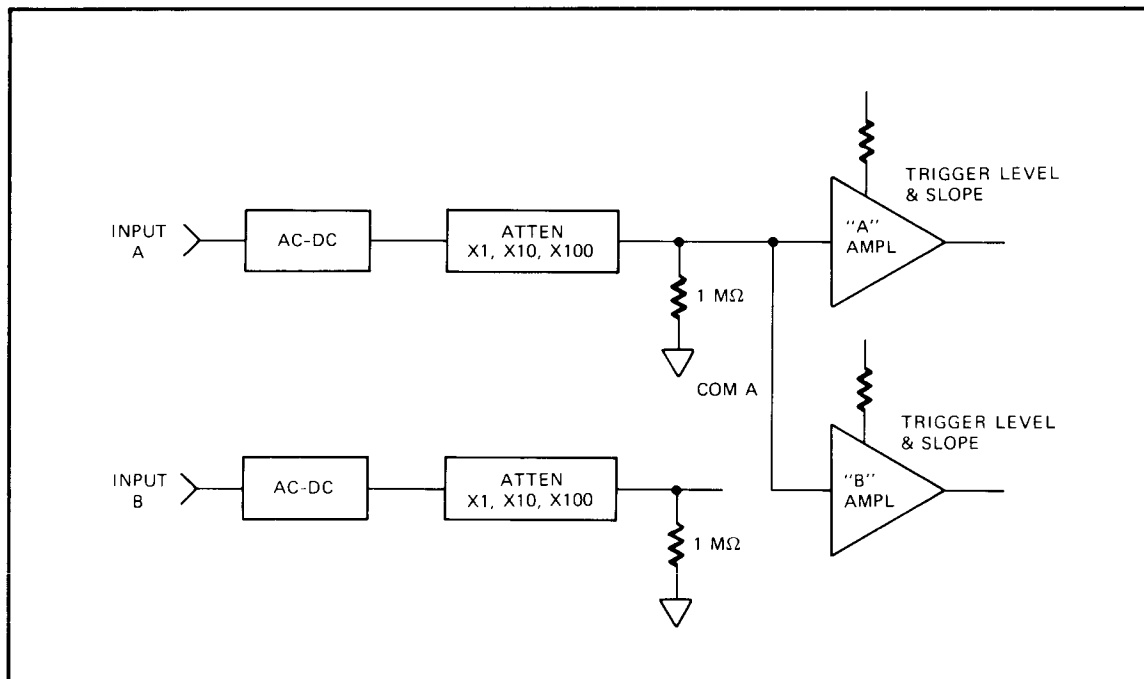 TRIGGER LEVEL
& SLOPE
INPUT
A
AC-DC
ATTEN
X1, X10, X100
"A"
AMPL
1 MΩ
COM A
TRIGGER LEVEL
& SLOPE
INPUT
B
AC-DC
ATTEN
X1, X10, X100
"B"
AMPL
1 MΩ